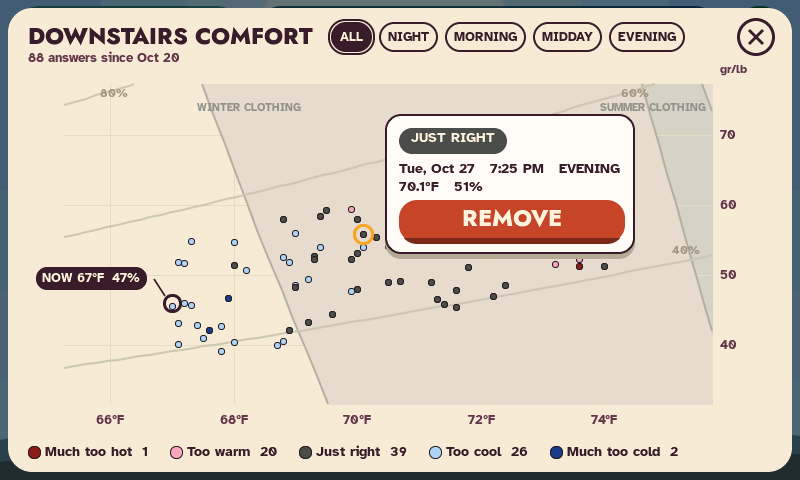 DOWNSTAIRS COMFORT
88 answers since Oct 20
ALL
NIGHT
MORNING
MIDDAY
EVENING
gr/lb
80%
60%
WINTER CLOTHING
SUMMER CLOTHING
70
JUST RIGHT
Tue, Oct 27 7:25 PM EVENING
70.1°F 51%
REMOVE
60
40%
50
NOW 67°F 47%
40
66°F
68°F
70°F
72°F
74°F
Much too hot 1
Too warm 20
Just right 39
Too cool 26
Much too cold 2